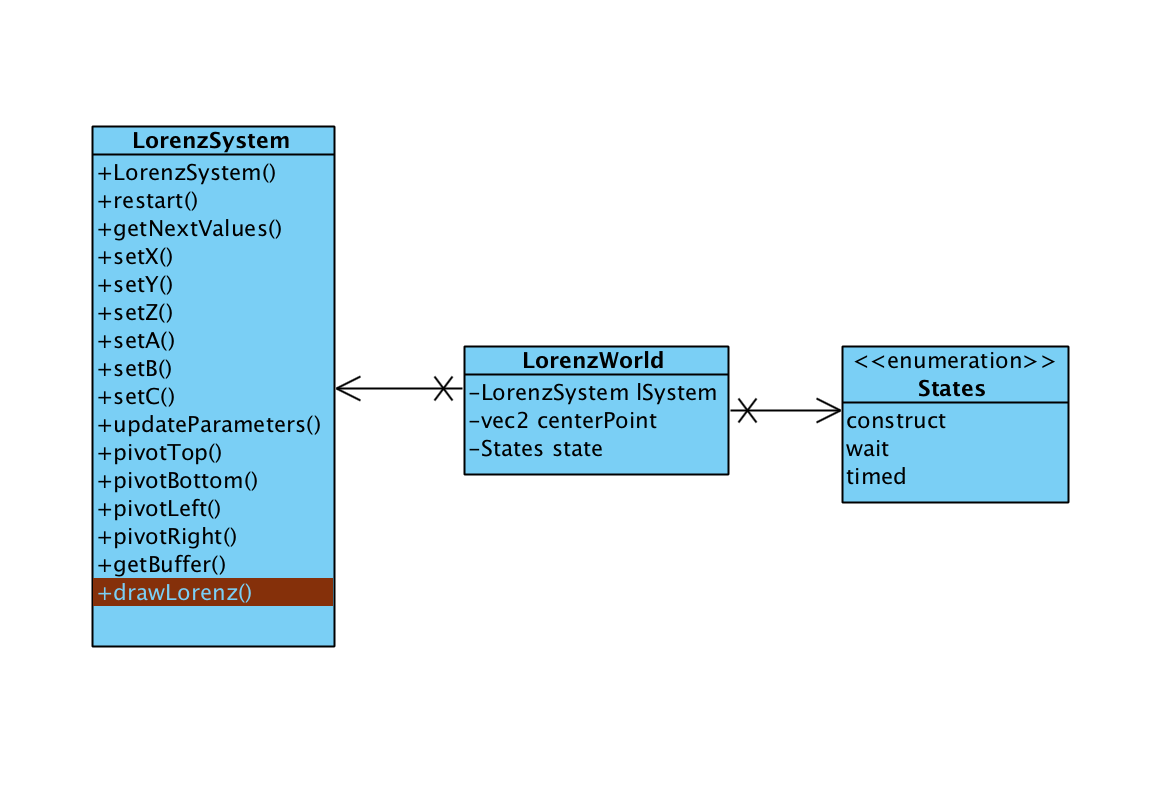 LorenzSystem
+LorenzSystem()
+restart()
+getNextValues()
+setX()
+setY()
+setZ()
+setA()
+setB()
+setC()
+updateParameters()
+pivotTop()
+pivotBottom()
+pivotLeft()
+pivotRight()
+getBuffer()
+drawLorenz()
LorenzWorld
-LorenzSystem lSystem
-vec2 centerPoint
-States state
<<enumeration>>
States
construct
wait
timed